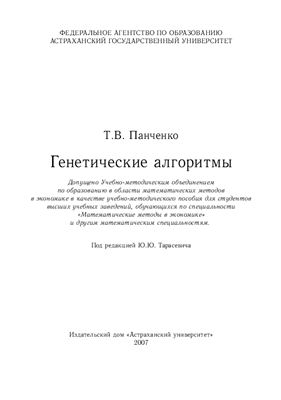 ФЕДЕРАЛЬНОЕ АГЕНТСТВО ПО ОБРАЗОВАНИЮ
АСТРАХАНСКИЙ ГОСУДАРСТВЕННЫЙ УНИВЕРСИТЕТ
Т.В. Панченко
Генетические алгоритмы
Допущено Учебно-методическим объединением
по образованию в области математических методов
в экономике в качестве учебно-методического пособия для студентов
высших учебных заведений, обучающихся по специальности
«Математические методы в экономике»
и другим математическим специальностям.
Под редакцией Ю.Ю. Тарасевича
Издательский дом «Астраханский университет»
2007